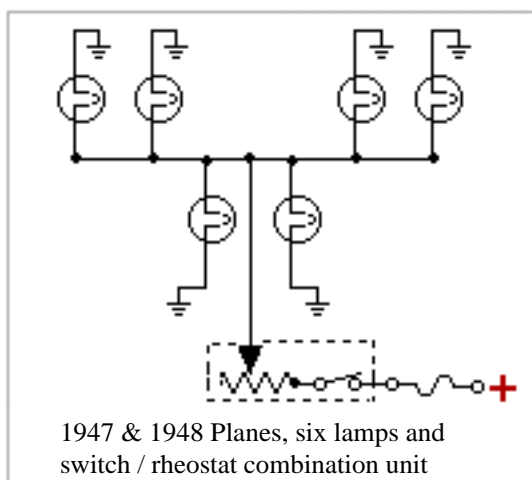 +
1947 & 1948 Planes, six lamps and
switch / rheostat combination unit